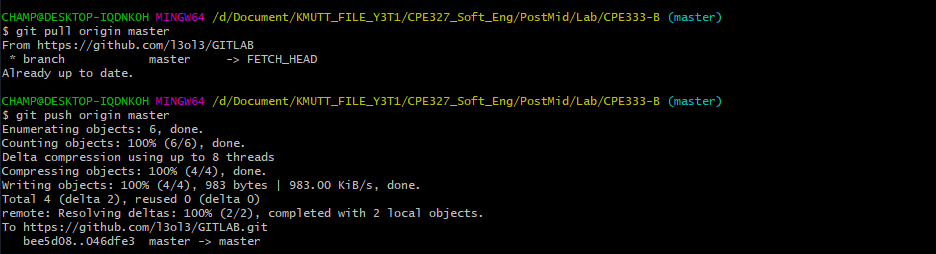 CHAMP@DESKTOP-IQDNKOH MINGW64 /d/Document/KMUTT_FILE_Y3T1/CPE327_Soft_Eng/PostMid/Lab/CPE333-B (master)
$ git pull origin master
From https://github.com/l3ol3/GITLAB
 * branch            master     -> FETCH_HEAD
Already up to date.

CHAMP@DESKTOP-IQDNKOH MINGW64 /d/Document/KMUTT_FILE_Y3T1/CPE327_Soft_Eng/PostMid/Lab/CPE333-B (master)
$ git push origin master
Enumerating objects: 6, done.
Counting objects: 100% (6/6), done.
Delta compression using up to 8 threads
Compressing objects: 100% (4/4), done.
Writing objects: 100% (4/4), 983 bytes | 983.00 KiB/s, done.
Total 4 (delta 2), reused 0 (delta 0)
remote: Resolving deltas: 100% (2/2), completed with 2 local objects.
To https://github.com/l3ol3/GITLAB.git
   bee5d08..046dfe3  master -> master